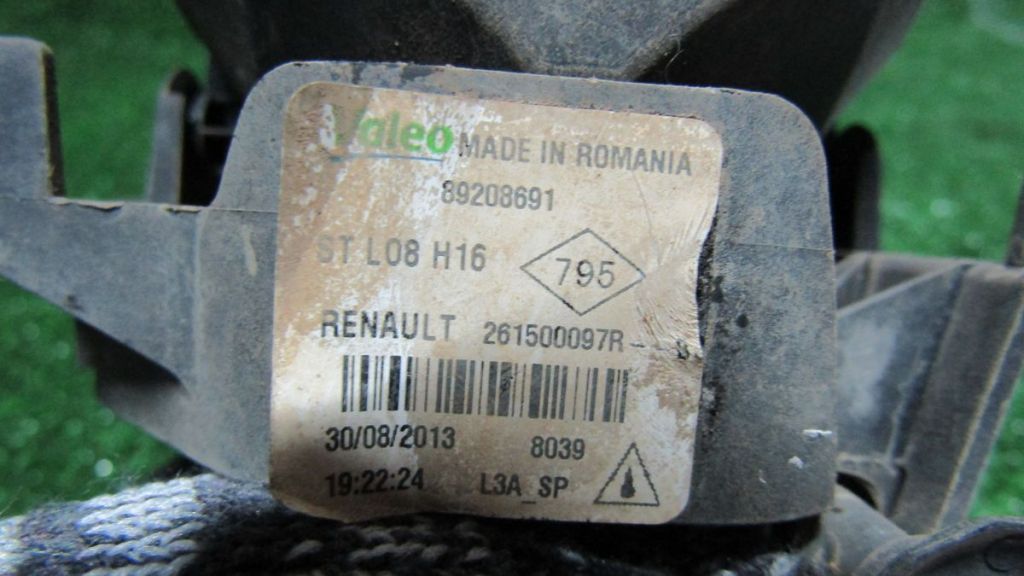 Valeo MADE IN ROMANIA
89208691
ST L08 H16
795
RENAULT 261500097R-
30/08/2013 8039
19:22:24 L3A_SP